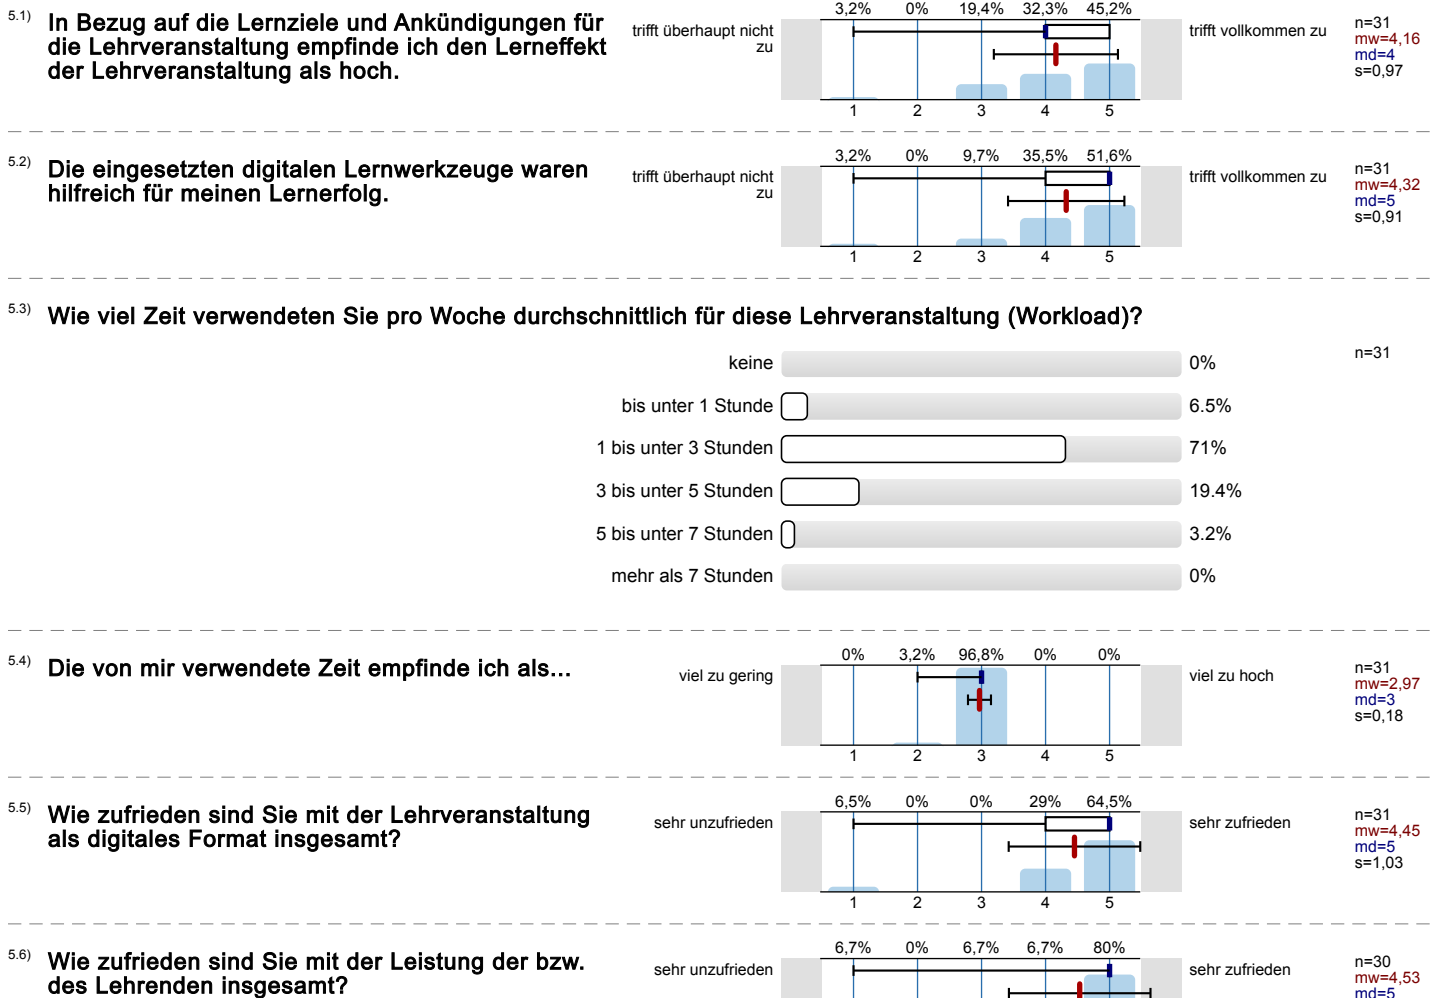 5.1) In Bezug auf die Lernziele und Ankündigungen für
die Lehrveranstaltung empfinde ich den Lerneffekt
der Lehrveranstaltung als hoch.
trifft überhaupt nicht
zu
3,2% 0% 19,4% 32,3% 45,2%
1 2 3 4 5
trifft vollkommen zu
n=31
mw=4,16
md=4
s=0,97
5.2) Die eingesetzten digitalen Lernwerkzeuge waren
hilfreich für meinen Lernerfolg.
trifft überhaupt nicht
zu
3,2% 0% 9,7% 35,5% 51,6%
1 2 3 4 5
trifft vollkommen zu
n=31
mw=4,32
md=5
s=0,91
5.3) Wie viel Zeit verwendeten Sie pro Woche durchschnittlich für diese Lehrveranstaltung (Workload)?
n=31
keine 0%
bis unter 1 Stunde 6.5%
1 bis unter 3 Stunden 71%
3 bis unter 5 Stunden 19.4%
5 bis unter 7 Stunden 3.2%
mehr als 7 Stunden 0%
5.4) Die von mir verwendete Zeit empfinde ich als...
viel zu gering
0% 3,2% 96,8% 0% 0%
1 2 3 4 5
viel zu hoch
n=31
mw=2,97
md=3
s=0,18
5.5) Wie zufrieden sind Sie mit der Lehrveranstaltung
als digitales Format insgesamt?
sehr unzufrieden
6,5% 0% 0% 29% 64,5%
1 2 3 4 5
sehr zufrieden
n=31
mw=4,45
md=5
s=1,03
5.6) Wie zufrieden sind Sie mit der Leistung der bzw.
des Lehrenden insgesamt?
sehr unzufrieden
6,7% 0% 6,7% 6,7% 80%
sehr zufrieden
n=30
mw=4,53
md=5